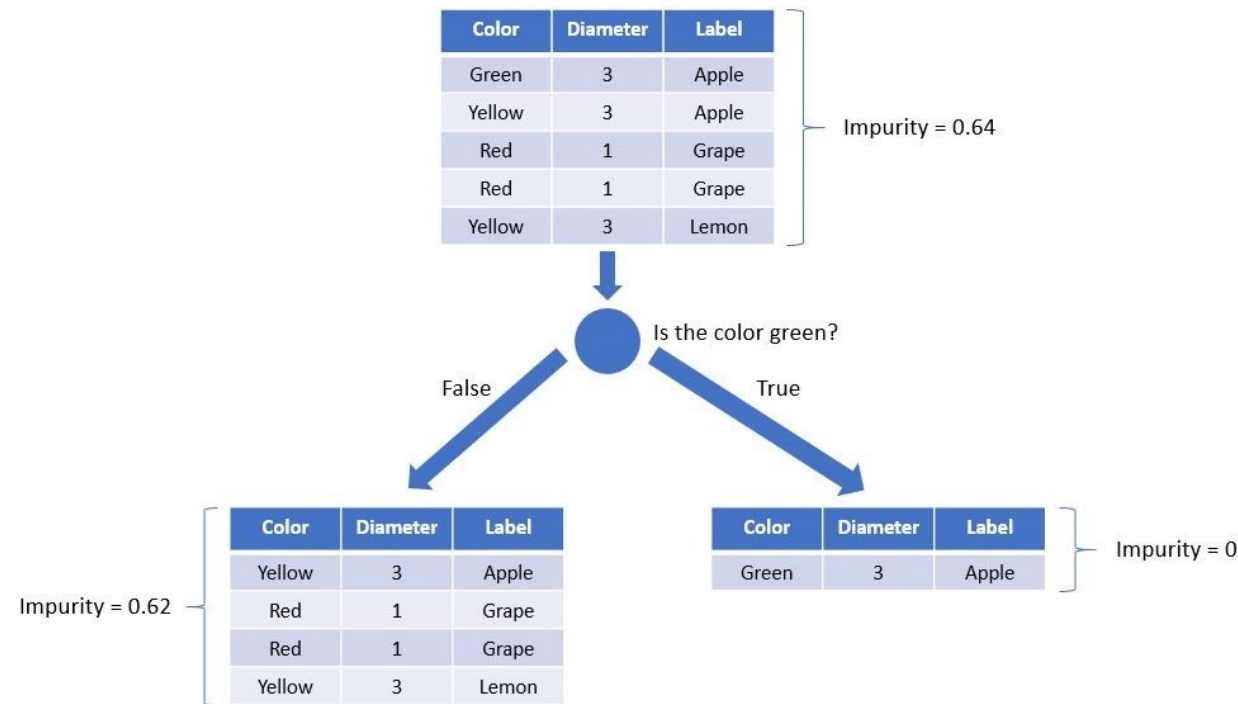 Color Diameter Label
Green 3 Apple
Yellow 3 Apple
Red 1 Grape
Red 1 Grape
Yellow 3 Lemon
Impurity = 0.64
Is the color green?
False
True
Color Diameter Label
Yellow 3 Apple
Red 1 Grape
Red 1 Grape
Yellow 3 Lemon
Impurity = 0.62
Color Diameter Label
Green 3 Apple
Impurity = 0